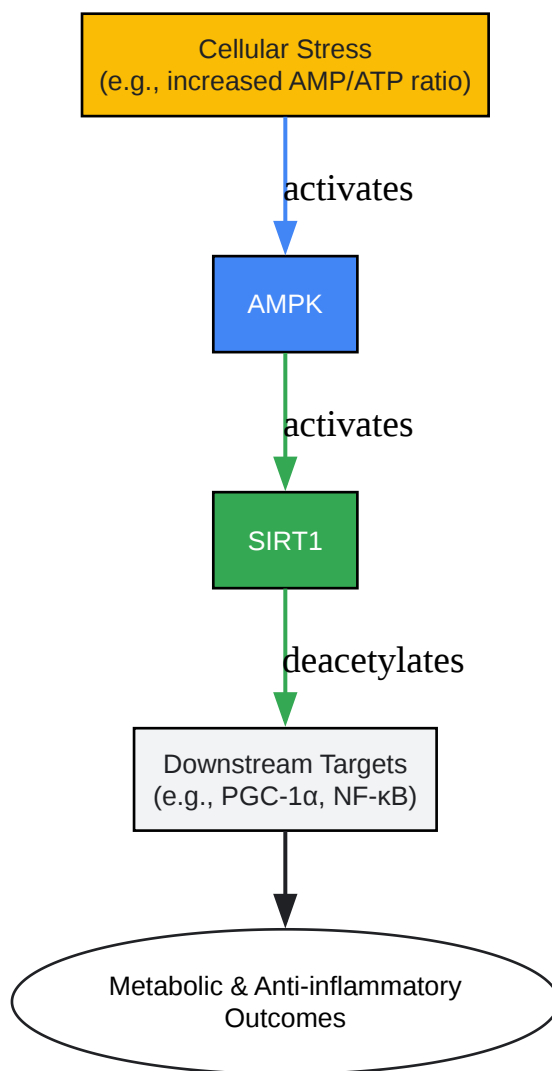 Cellular Stress
(e.g., increased AMP/ATP ratio)
activates
AMPK
activates
SIRT1
deacetylates
Downstream Targets
(e.g., PGC-1α, NF-κB)
Metabolic & Anti-inflammatory
Outcomes